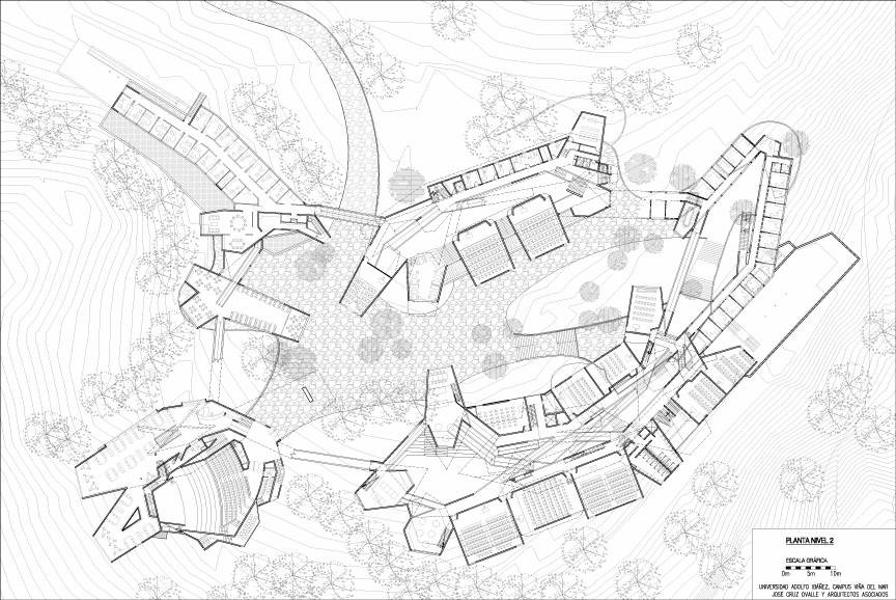 PLANTA NIVEL 2
ESCALA GRÁFICA
0m 5m 10m
UNIVERSIDAD ADOLFO IBÁÑEZ, CAMPUS VIÑA DEL MAR
JOSÉ CRUZ OVALLE Y ARQUITECTOS ASOCIADOS